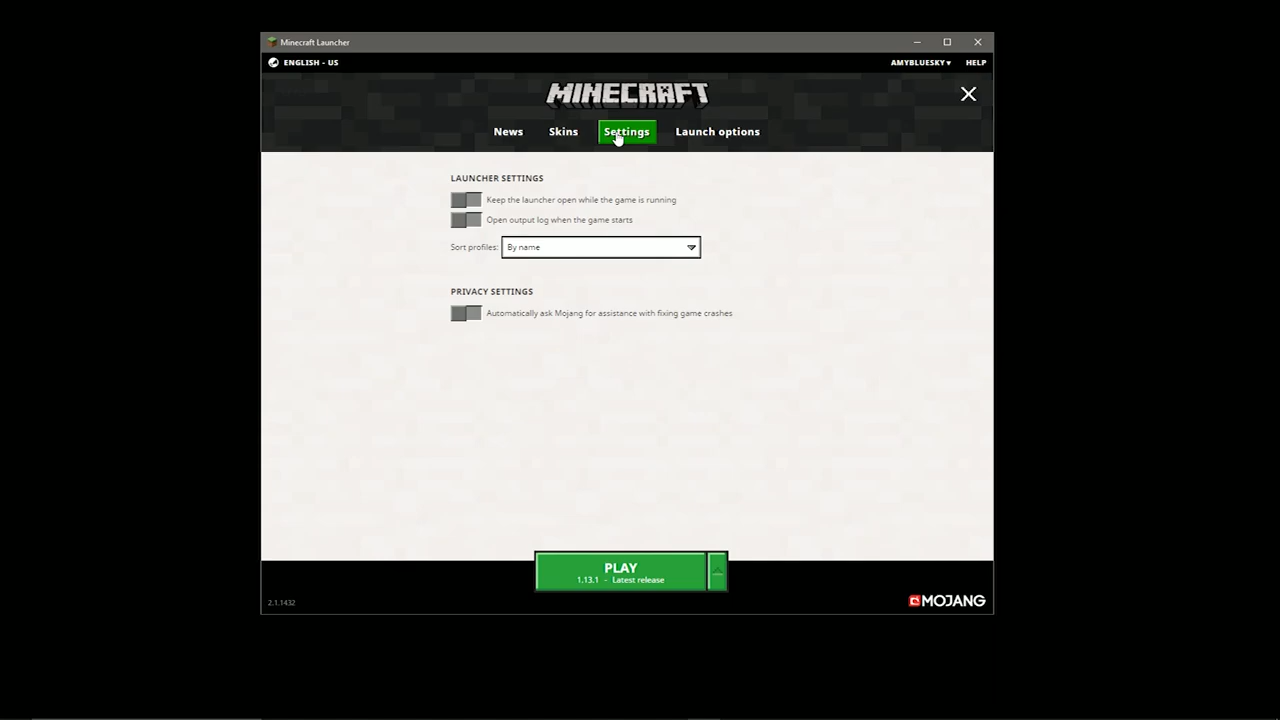 Minecraft Launcher
ENGLISH - US
AMYBLUESKY HELP
MINECRAFT
News Skins Settings Launch options
LAUNCHER SETTINGS
Keep the launcher open while the game is running
Open output log when the game starts
Sort profiles: By name
PRIVACY SETTINGS
Automatically ask Mojang for assistance with fixing game crashes
PLAY
1.13.1 - Latest release
2.1.1432
MOJANG